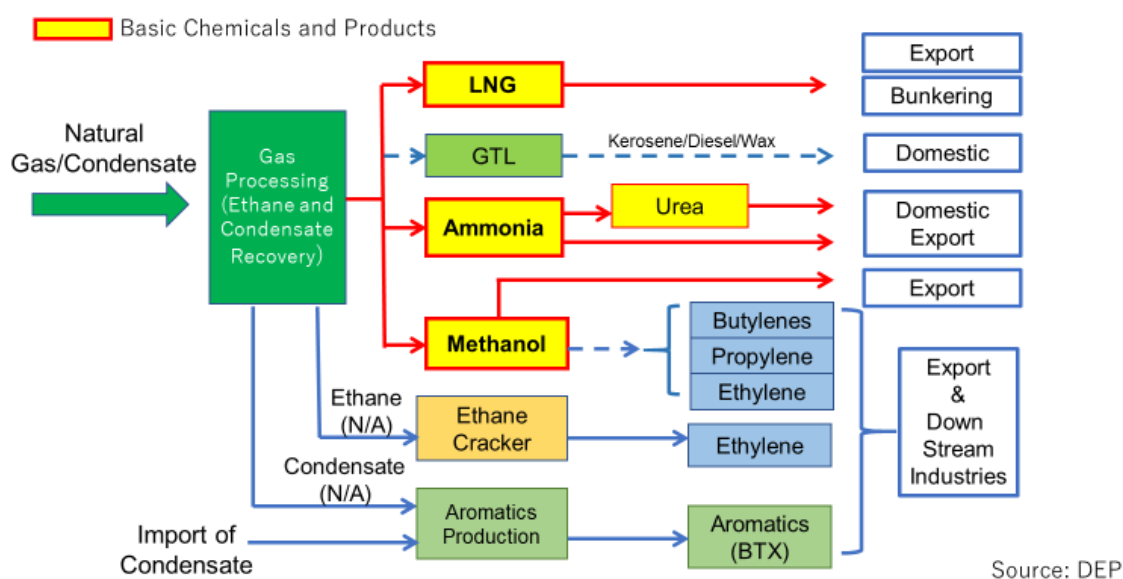 Basic Chemicals and Products
Natural
Gas/Condensate
Gas
Processing
(Ethane and
Condensate
Recovery)
LNG
Export
Bunkering
GTL
Kerosene/Diesel/Wax
Domestic
Ammonia
Urea
Domestic
Export
Methanol
Export
Butylenes
Propylene
Ethylene
Ethane
(N/A)
Ethane
Cracker
Ethylene
Export
&
Down
Stream
Industries
Condensate
(N/A)
Import of
Condensate
Aromatics
Production
Aromatics
(BTX)
Source: DEP